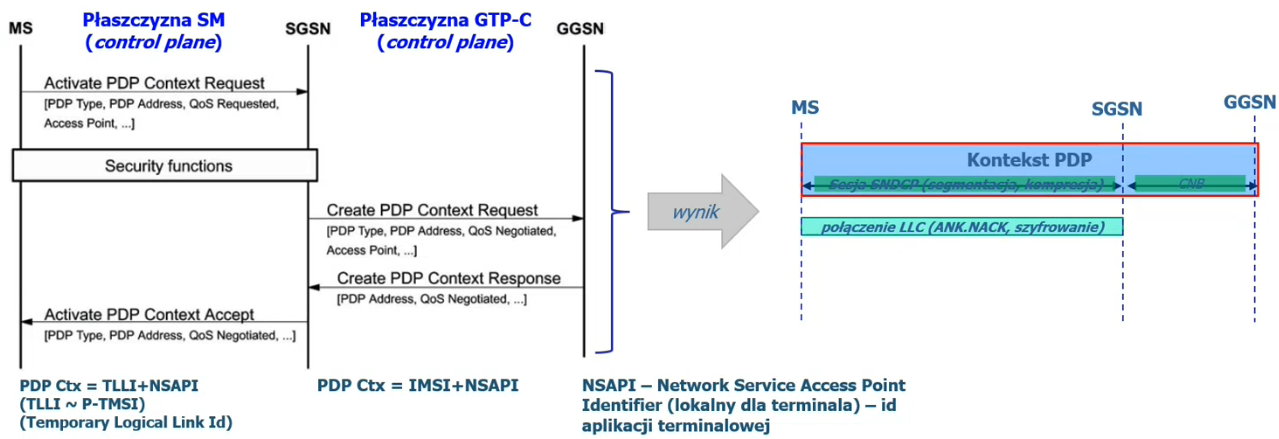 Płaszczyzna SM
(control plane)
Płaszczyzna GTP-C
(control plane)
MS
SGSN
GGSN
Activate PDP Context Request
[PDP Type, PDP Address, QoS Requested,
Access Point, ...]
Security functions
Create PDP Context Request
[PDP Type, PDP Address, QoS Negotiated,
Access Point, ...]
Create PDP Context Response
[PDP Address, QoS Negotiated, ...]
Activate PDP Context Accept
[PDP Type, PDP Address, QoS Negotiated, ...]
PDP Ctx = TLLI+NSAPI
(TLLI ~ P-TMSI)
(Temporary Logical Link Id)
PDP Ctx = IMSI+NSAPI
NSAPI – Network Service Access Point
Identifier (lokalny dla terminala) – id
aplikacji terminalowej
wynik
MS
SGSN
GGSN
Kontekst PDP
Sesja SNDCP (segmentacja, kompresja)
CNB
połączenie LLC (ANK.NACK, szyfrowanie)